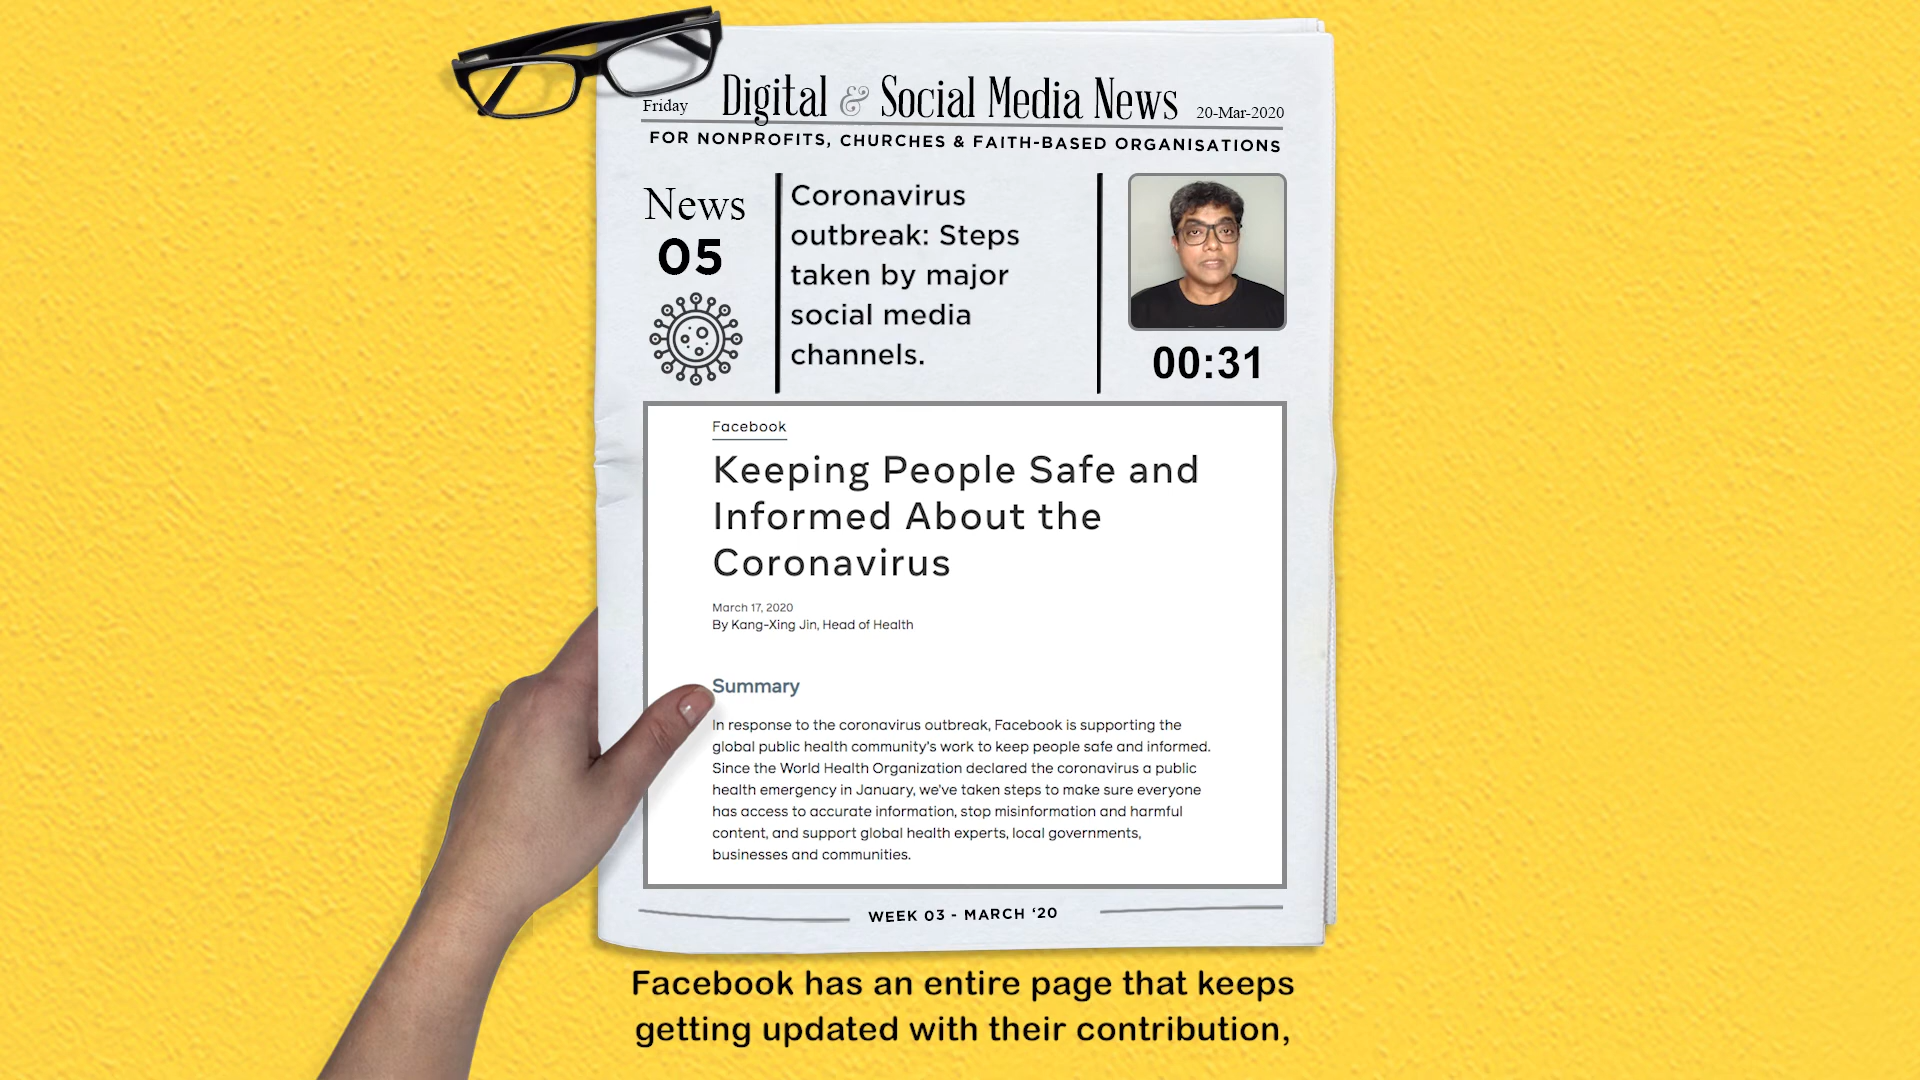 Friday
Digital & Social Media News
20-Mar-2020
FOR NONPROFITS, CHURCHES & FAITH-BASED ORGANISATIONS
News
05
Coronavirus
outbreak: Steps
taken by major
social media
channels.
00:31
Facebook
Keeping People Safe and
Informed About the
Coronavirus
March 17, 2020
By Kang-Xing Jin, Head of Health
Summary
In response to the coronavirus outbreak, Facebook is supporting the
global public health community's work to keep people safe and informed.
Since the World Health Organization declared the coronavirus a public
health emergency in January, we've taken steps to make sure everyone
has access to accurate information, stop misinformation and harmful
content, and support global health experts, local governments,
businesses and communities.
WEEK 03 - MARCH ‘20
Facebook has an entire page that keeps
getting updated with their contribution,